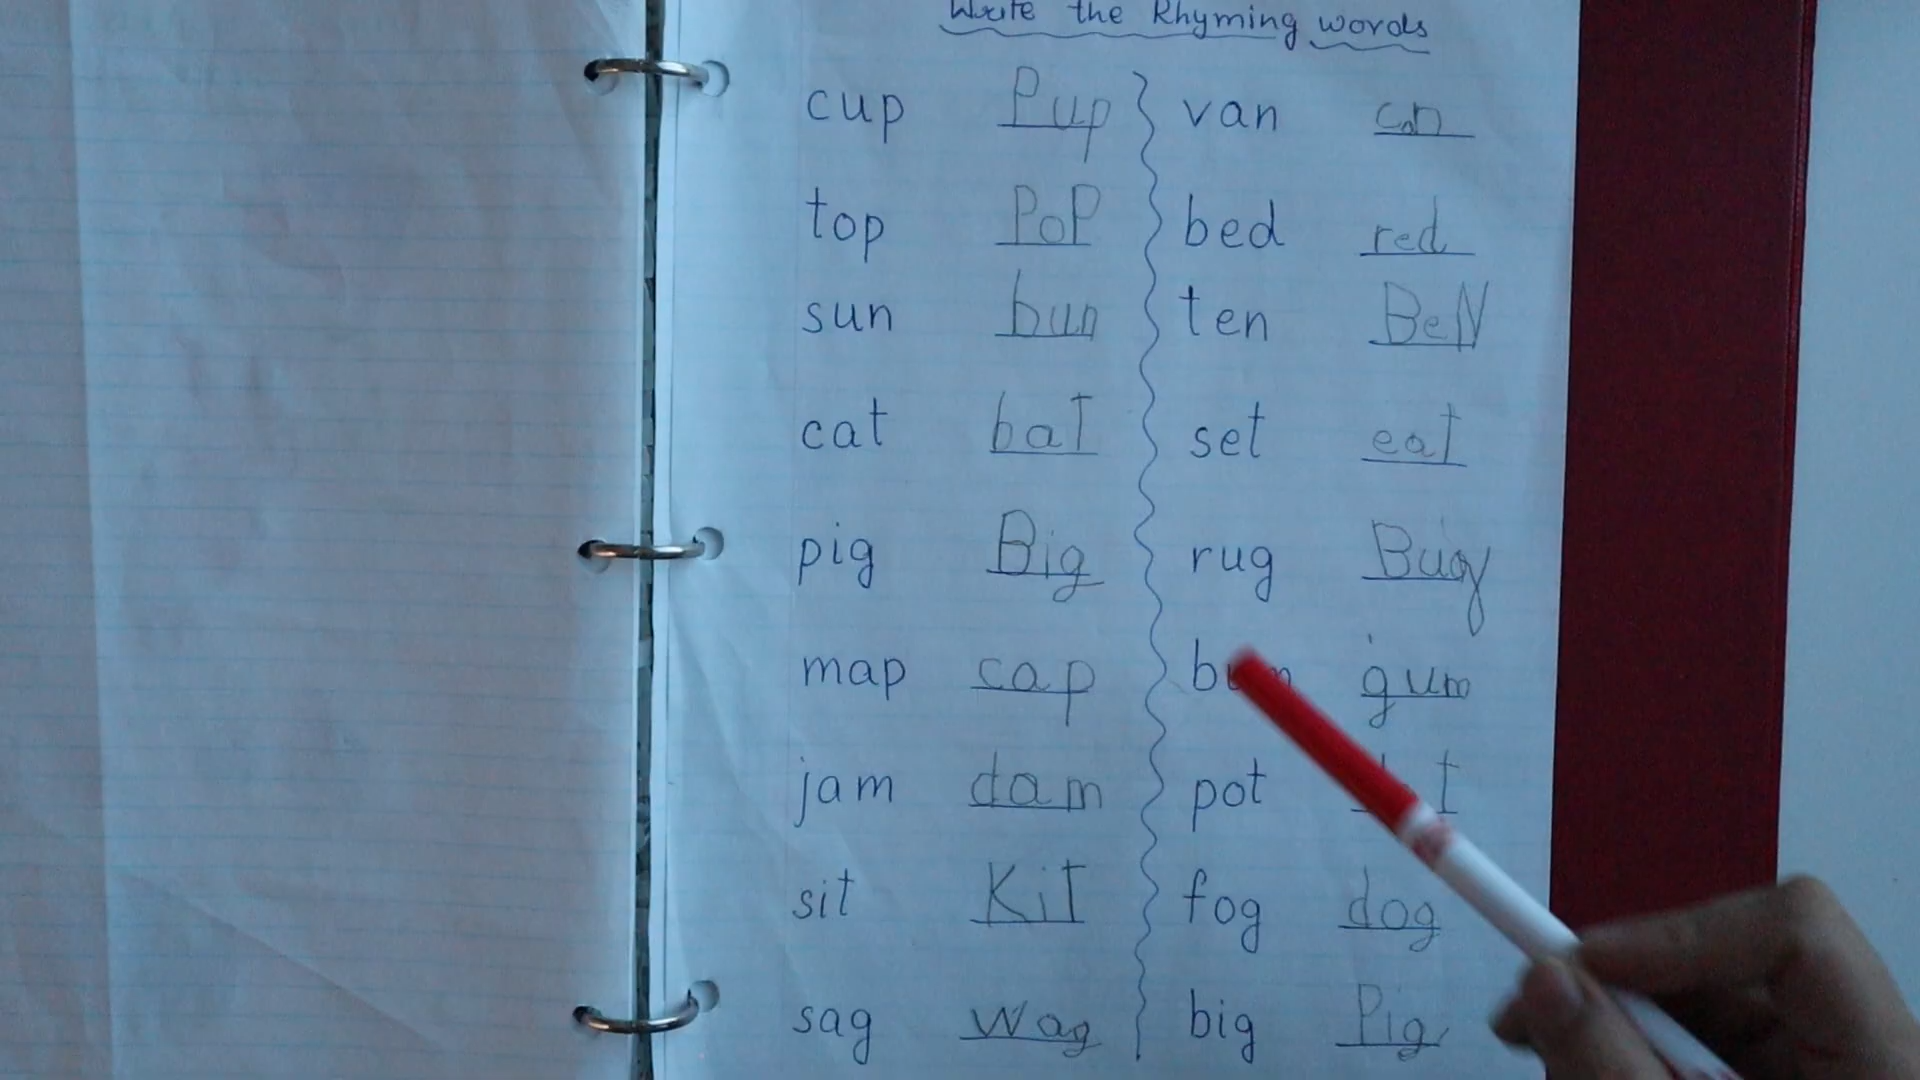 Write the Rhyming words
cup Pup van can
top PoP bed red
sun bun ten BeN
cat baT set eat
pig Big rug Bug
map cap gum
jam dam pot
sit KiT fog dog
sag wag big Pig